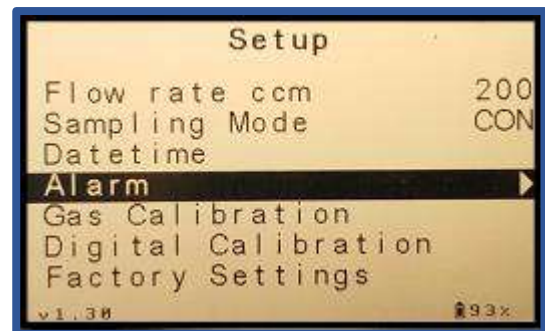 Setup
Flow rate ccm 200
Sampling Mode CON
Datetime
Alarm
Gas Calibration
Digital Calibration
Factory Settings
v1.30 93%